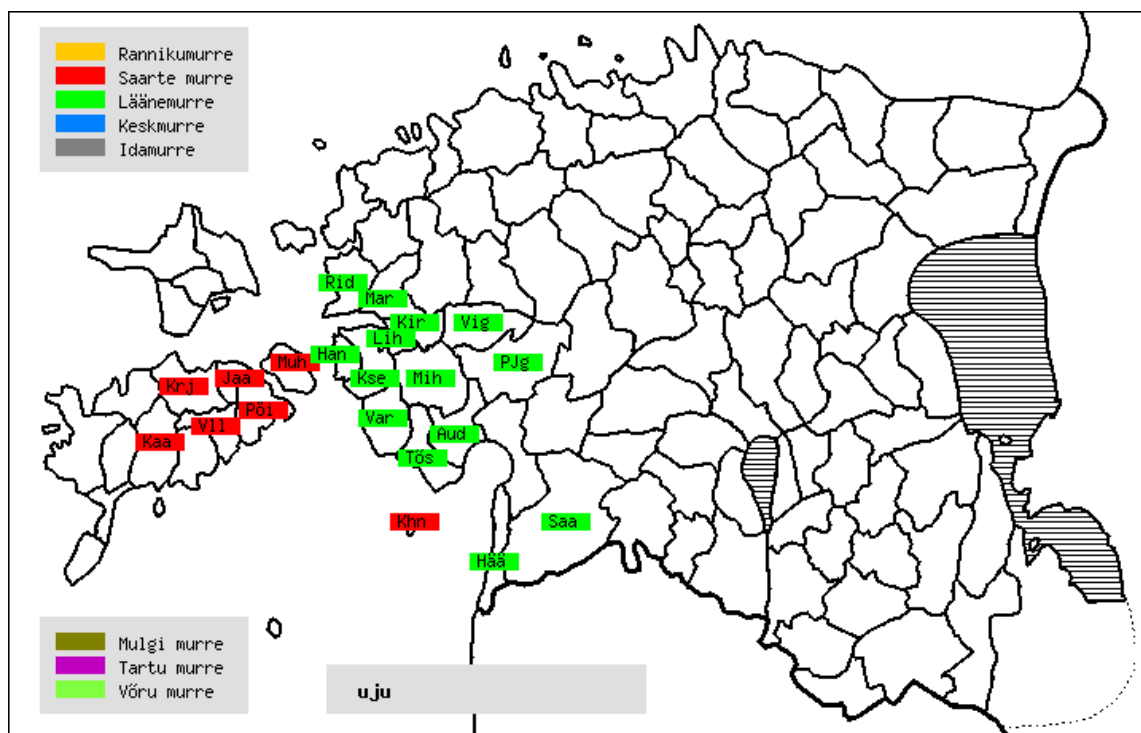 Rannikumurre
Saarte murre
Läänemurre
Keskmurre
Idamurre
Rid
Mar
Kir
Vig
Lih
Han
Muh
PJg
Jaa
Krj
Kse
Mih
Põi
Var
Vll
Aud
Kaa
Tõs
Khn
Saa
Hää
Mulgi murre
Tartu murre
Võru murre
uju